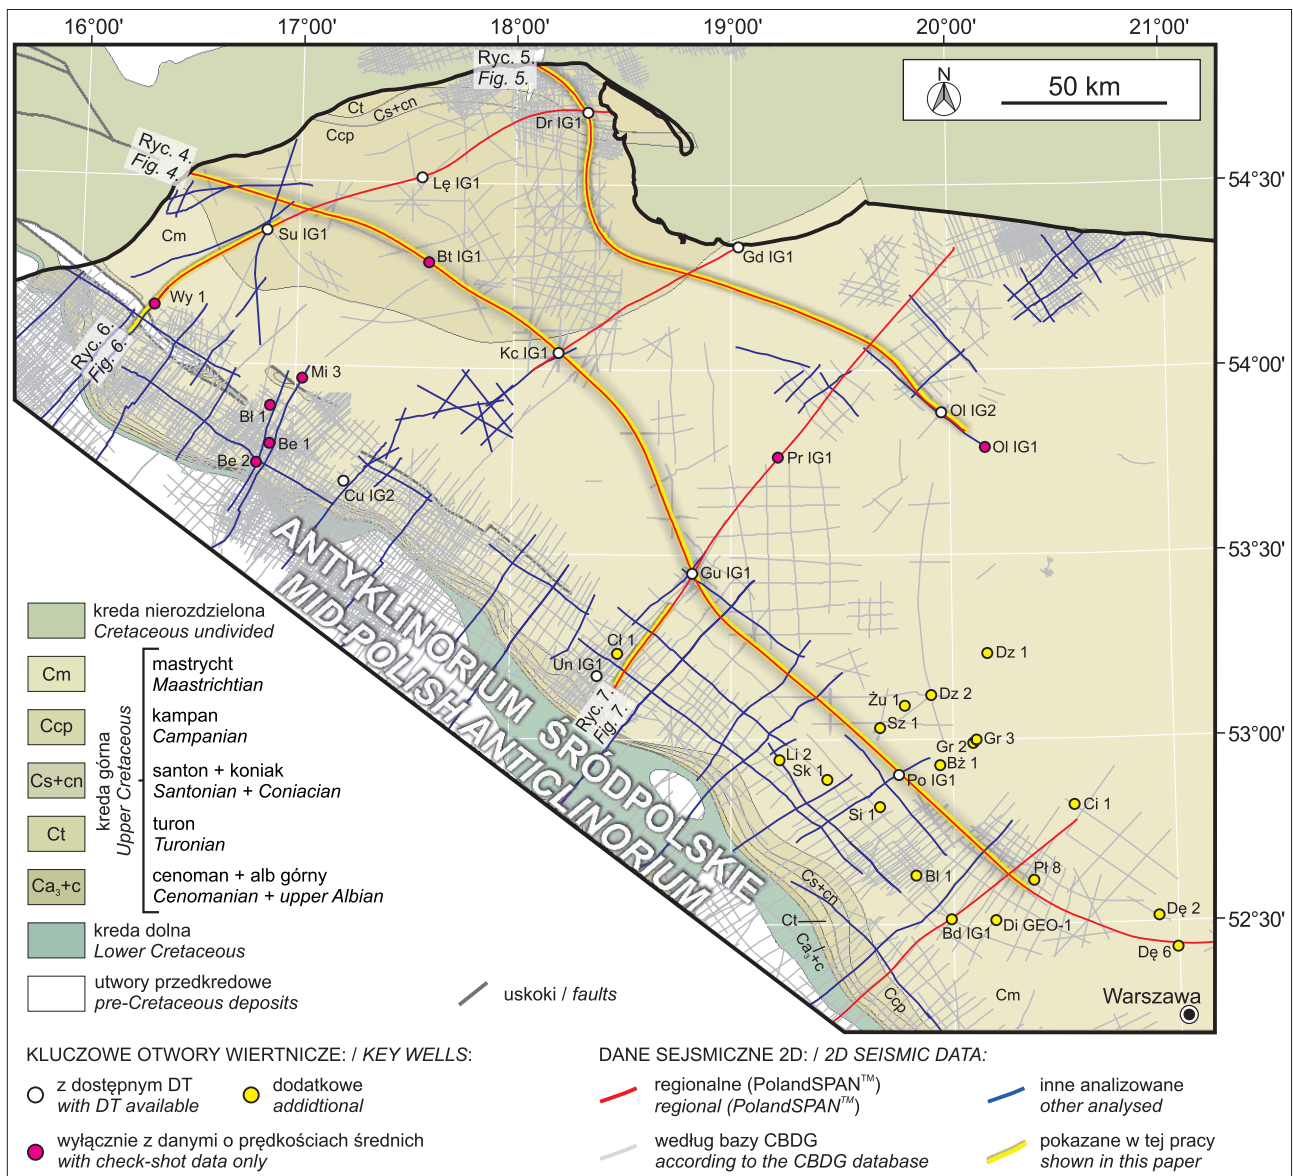 16°00'
17°00'
18°00'
19°00'
20°00'
21°00'
Ryc. 5.
Fig. 5.
N
50 km
Ct
Cs+cn
Ccp
Dr IG1
Ryc. 4.
Fig. 4.
Lę IG1
54°30'
Cm
Su IG1
Bt IG1
Gd IG1
Wy 1
Ryc. 6.
Fig. 6.
Kc IG1
54°00'
Mi 3
Bł 1
Be 1
Be 2
Ol IG2
Ol IG1
Pr IG1
Cu IG2
53°30'
Gu IG1
ANTYKLINORIUM ŚRÓDPOLSKIE
MID-POLISH ANTICLINORIUM
Cł 1
Un IG1
Ryc. 7.
Fig. 7.
Dz 1
Dz 2
Żu 1
Sz 1
53°00'
Gr 2
Gr 3
Bż 1
Li 2
Sk 1
Po IG1
Si 1
Ci 1
Bl 1
Pł 8
Cs+cn
Ct
Ca3+c
Ccp
Bd IG1
Di GEO-1
Dę 2
52°30'
Dę 6
Cm
Warszawa
kreda nierozdzielona
Cretaceous undivided
kreda górna
Upper Cretaceous
Cm
mastrycht
Maastrichtian
Ccp
kampan
Campanian
Cs+cn
santon + koniak
Santonian + Coniacian
Ct
turon
Turonian
Ca3+c
cenoman + alb górny
Cenomanian + upper Albian
kreda dolna
Lower Cretaceous
utwory przedkredowe
pre-Cretaceous deposits
uskoki / faults
KLUCZOWE OTWORY WIERTNICZE: / KEY WELLS:
z dostępnym DT
with DT available
dodatkowe
addidtional
wyłącznie z danymi o prędkościach średnich
with check-shot data only
DANE SEJSMICZNE 2D: / 2D SEISMIC DATA:
regionalne (PolandSPAN™)
regional (PolandSPAN™)
inne analizowane
other analysed
według bazy CBDG
according to the CBDG database
pokazane w tej pracy
shown in this paper